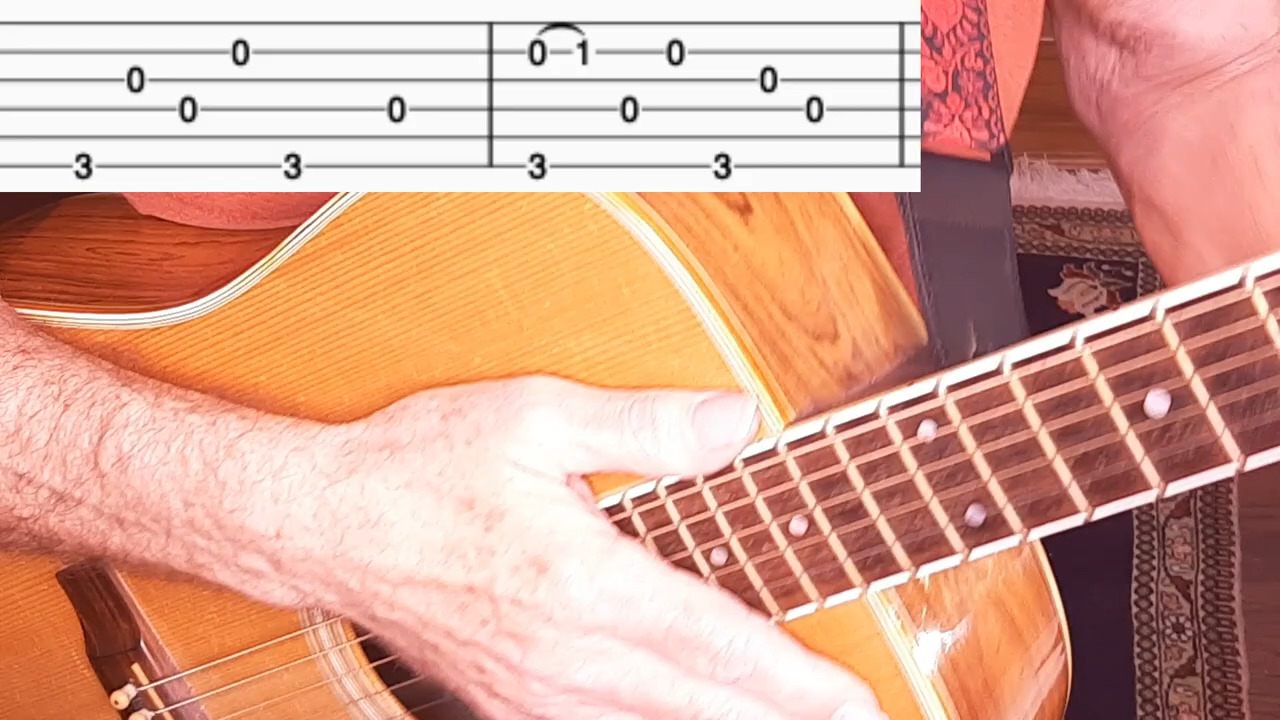 0 0-1 0
0 0
0 0 0 0
3 3 3 3